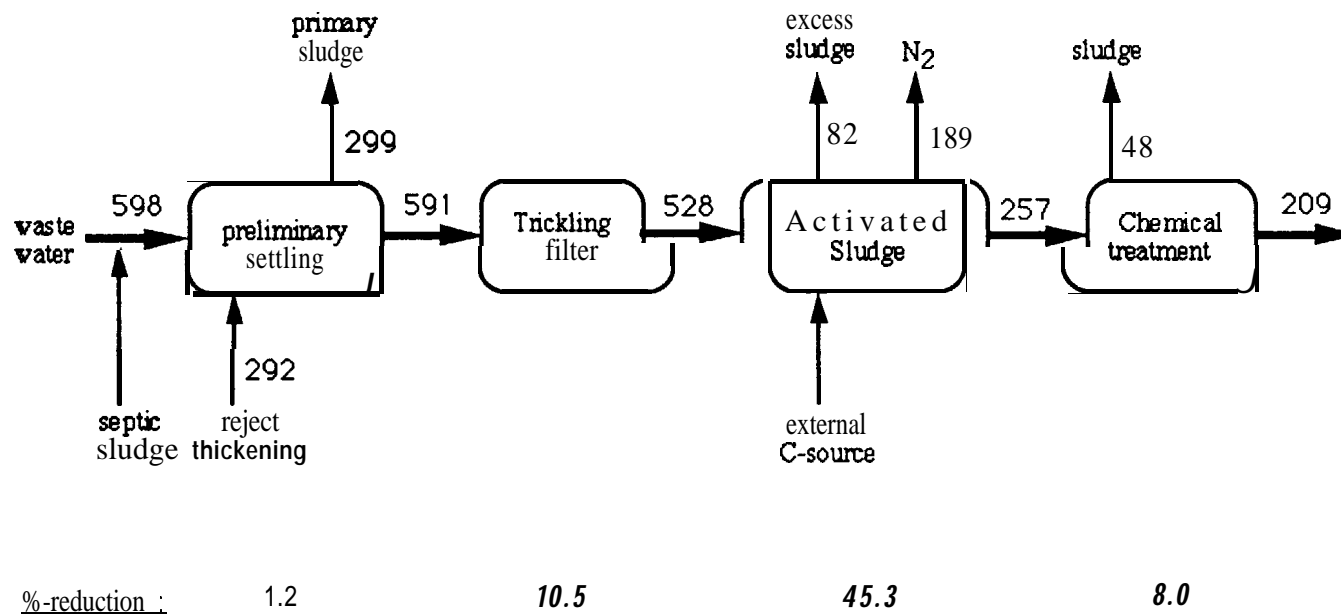 primary
sludge
excess
sludge
N2
sludge
299
82
189
48
waste
water
598
preliminary
settling
591
Trickling
filter
528
Activated
Sludge
257
Chemical
treatment
209
292
septic
sludge
reject
thickening
external
C-source
%-reduction :
1.2
10.5
45.3
8.0